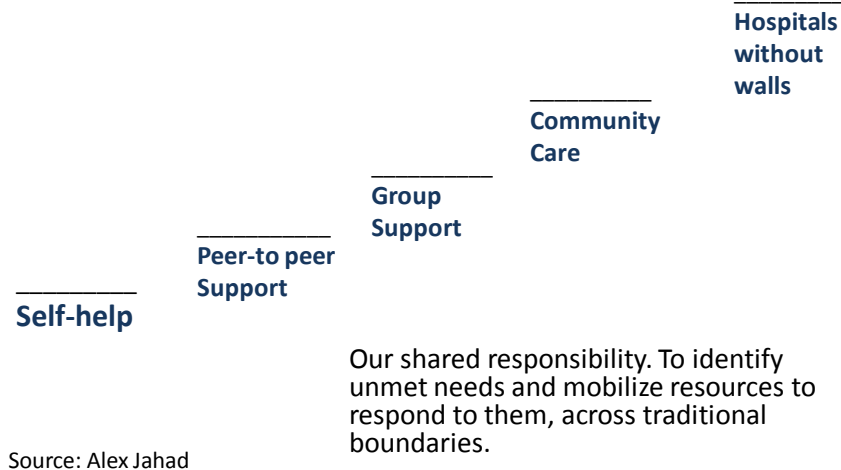 Self-help
Peer-to peer
Support
Group
Support
Community
Care
Hospitals
without
walls
Our shared responsibility. To identify
unmet needs and mobilize resources to
respond to them, across traditional
boundaries.
Source: Alex Jahad